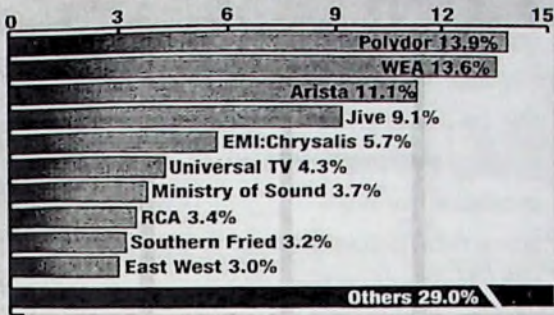 0 3 6 9 12 15
Polydor 13.9%
WEA 13.6%
Arista 11.1%
Jive 9.1%
EMI:Chrysalis 5.7%
Universal TV 4.3%
Ministry of Sound 3.7%
RCA 3.4%
Southern Fried 3.2%
East West 3.0%
Others 29.0%